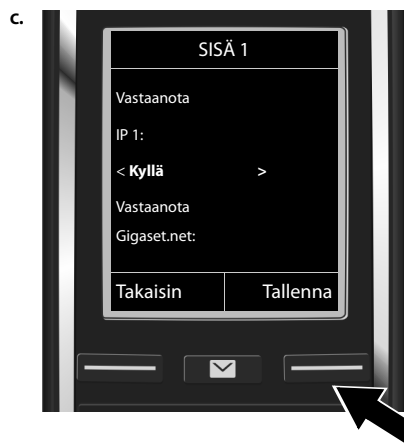 c.
SISÄ 1
Vastaanota
IP 1:
< Kyllä >
Vastaanota
Gigaset.net:
Takaisin Tallenna